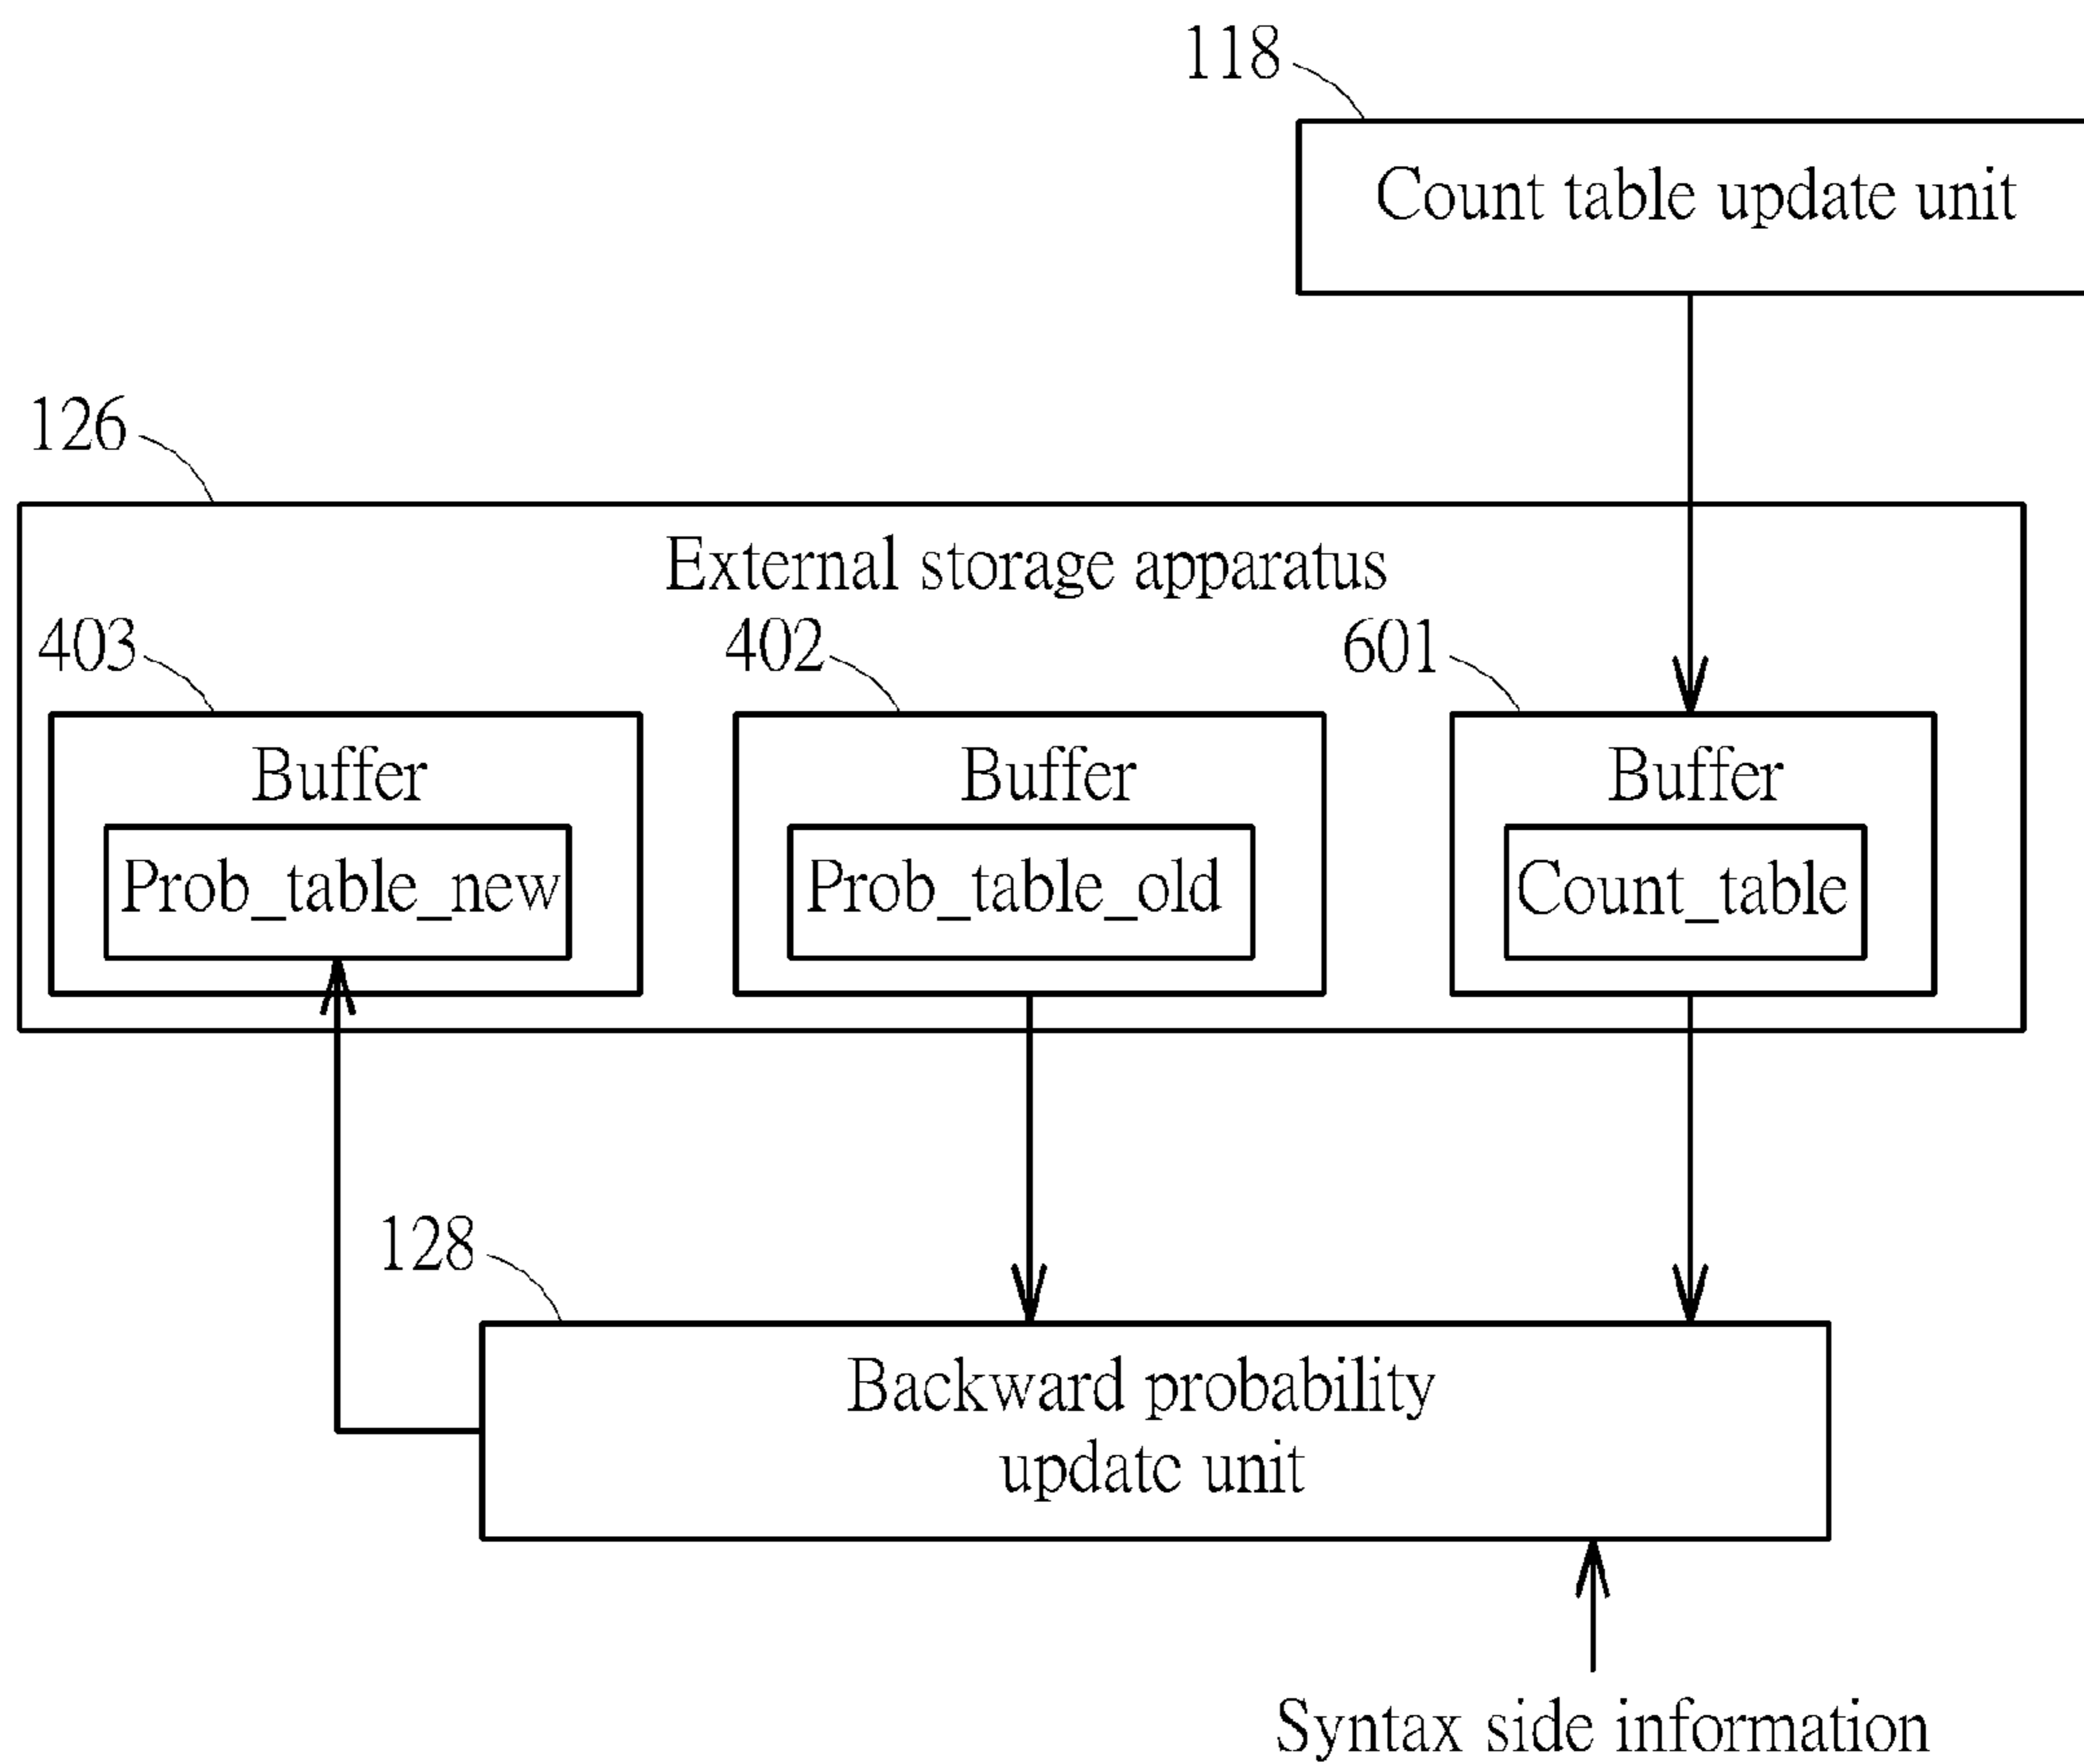 118
Count table update unit
126
External storage apparatus
403
402
601
Buffer
Buffer
Buffer
Prob_table_new
Prob_table_old
Count_table
128
Backward probability
update unit
Syntax side information